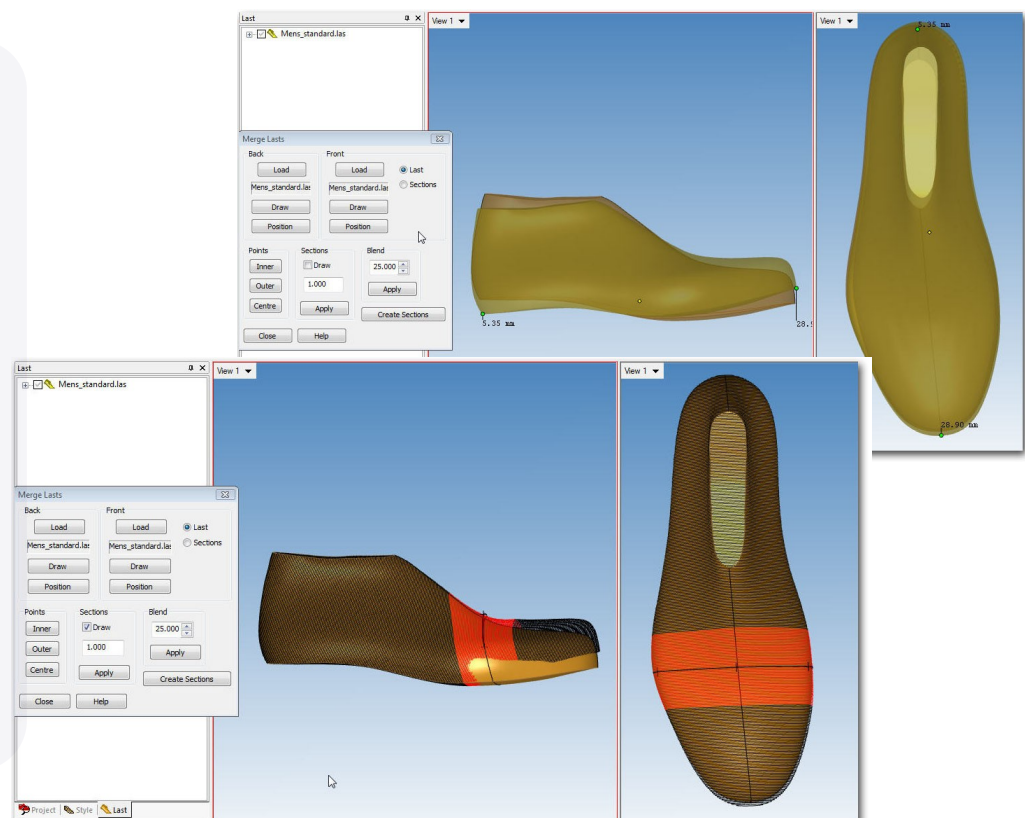 Last
View 1
View 1
Mens_standard.las
5.35 mm
Merge Lasts
Back
Front
Load
Load
Last
Mens_standard.las
Mens_standard.las
Sections
Draw
Draw
Position
Position
Points
Sections
Blend
Inner
Draw
25.000
Outer
1.000
Apply
Centre
Apply
Create Sections
Close
Help
5.35 mm
28.9
28.90 mm
Last
View 1
View 1
Mens_standard.las
Merge Lasts
Back
Front
Load
Load
Last
Mens_standard.las
Mens_standard.las
Sections
Draw
Draw
Position
Position
Points
Sections
Blend
Inner
Draw
25.000
Outer
1.000
Apply
Centre
Apply
Create Sections
Close
Help
Project
Style
Last